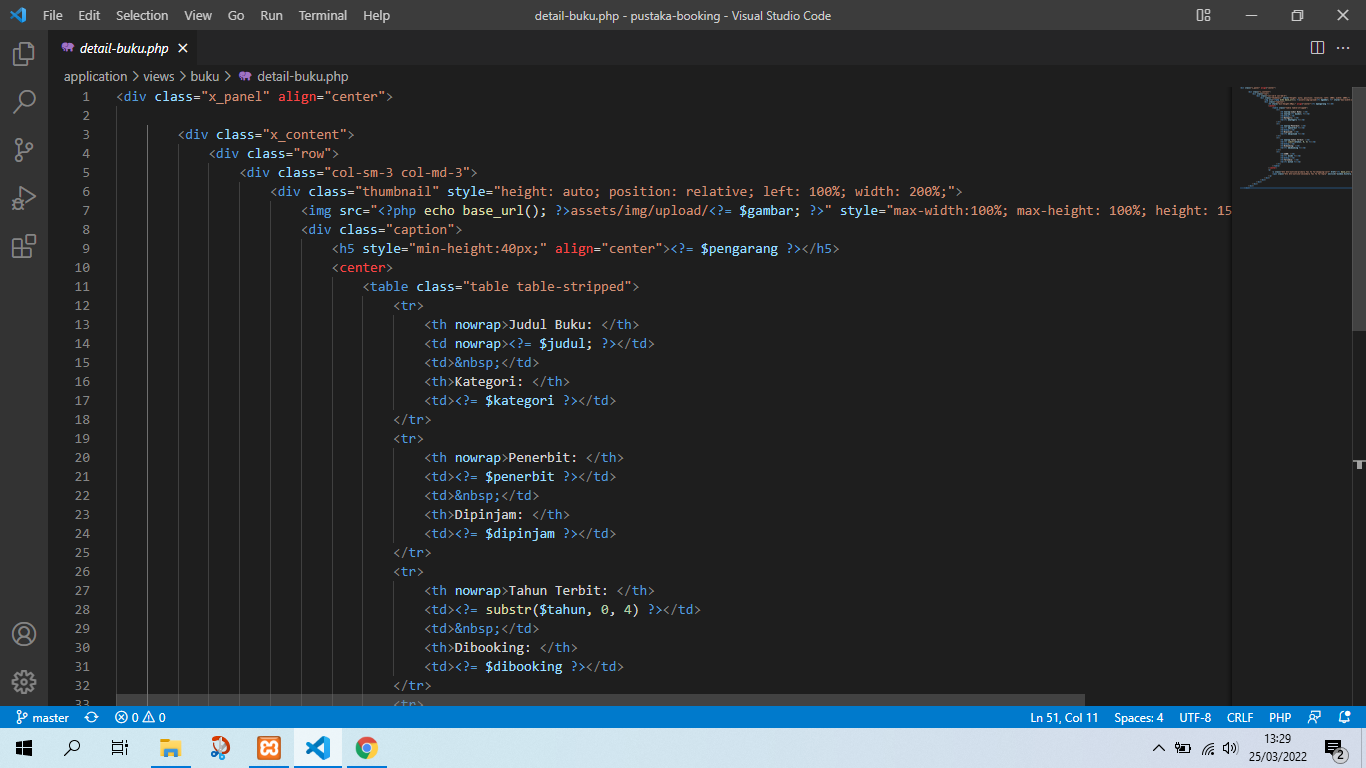 File Edit Selection View Go Run Terminal Help
detail-buku.php - pustaka-booking - Visual Studio Code
detail-buku.php
application > views > buku > detail-buku.php
1 <div class="x_panel" align="center">
2
3 <div class="x_content">
4 <div class="row">
5 <div class="col-sm-3 col-md-3">
6 <div class="thumbnail" style="height: auto; position: relative; left: 100%; width: 200%;">
7 <img src="<?php echo base_url(); ?>assets/img/upload/<?= $gambar; ?>" style="max-width:100%; max-height: 100%; height: 15
8 <div class="caption">
9 <h5 style="min-height:40px;" align="center"><?= $pengarang ?></h5>
10 <center>
11 <table class="table table-stripped">
12 <tr>
13 <th nowrap>Judul Buku: </th>
14 <td nowrap><?= $judul; ?></td>
15 <td>&nbsp;</td>
16 <th>Kategori: </th>
17 <td><?= $kategori ?></td>
18 </tr>
19 <tr>
20 <th nowrap>Penerbit: </th>
21 <td><?= $penerbit ?></td>
22 <td>&nbsp;</td>
23 <th>Dipinjam: </th>
24 <td><?= $dipinjam ?></td>
25 </tr>
26 <tr>
27 <th nowrap>Tahun Terbit: </th>
28 <td><?= substr($tahun, 0, 4) ?></td>
29 <td>&nbsp;</td>
30 <th>Dibooking: </th>
31 <td><?= $dibooking ?></td>
32 </tr>
33 <tr>
master 0 0 Ln 51, Col 11 Spaces: 4 UTF-8 CRLF PHP
13:29
25/03/2022
2